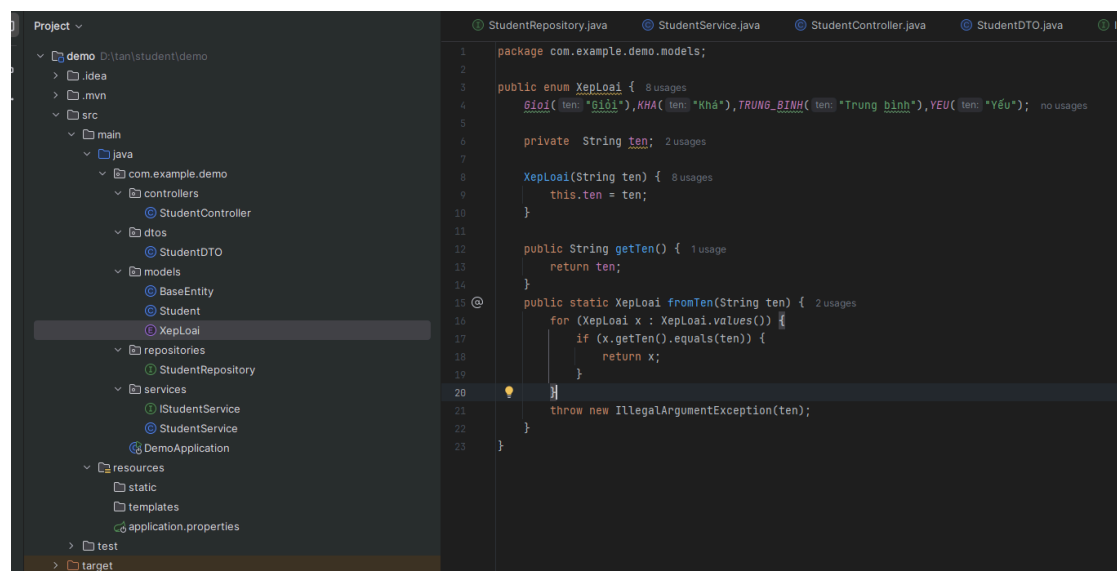 Project
StudentRepository.java StudentService.java StudentController.java StudentDTO.java
demo D:\tan\student\demo
.idea
.mvn
src
main
java
com.example.demo
controllers
StudentController
dtos
StudentDTO
models
BaseEntity
Student
XepLoai
repositories
StudentRepository
services
IStudentService
StudentService
DemoApplication
resources
static
templates
application.properties
test
target
1 package com.example.demo.models;
2
3 public enum XepLoai { 8 usages
4 Gioi( ten: "Giỏi"),KHA( ten: "Khá"),TRUNG_BINH( ten: "Trung bình"),YEU( ten: "Yếu"); no usages
5
6 private String ten; 2 usages
7
8 XepLoai(String ten) { 8 usages
9 this.ten = ten;
10 }
11
12 public String getTen() { 1 usage
13 return ten;
14 }
15 @ public static XepLoai fromTen(String ten) { 2 usages
16 for (XepLoai x : XepLoai.values()) {
17 if (x.getTen().equals(ten)) {
18 return x;
19 }
20 }
21 throw new IllegalArgumentException(ten);
22 }
23 }